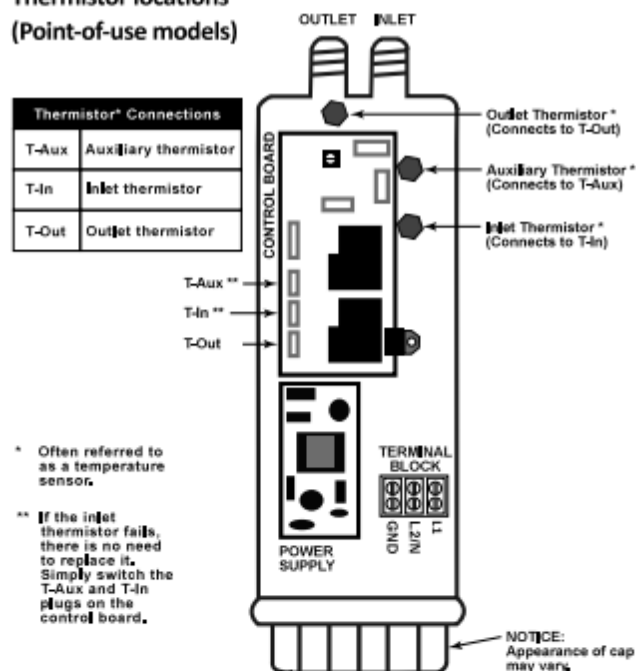 Thermistor locations
(Point-of-use models)
OUTLET INLET
Thermistor* Connections
T-Aux Auxiliary thermistor
T-In Inlet thermistor
T-Out Outlet thermistor
CONTROL BOARD
Outlet Thermistor *
(Connects to T-Out)
Auxiliary Thermistor *
(Connects to T-Aux)
Inlet Thermistor *
(Connects to T-In)
T-Aux **
T-In **
T-Out
* Often referred to
as a temperature
sensor.
** If the inlet
thermistor fails,
there is no need
to replace it.
Simply switch the
T-Aux and T-In
plugs on the
control board.
TERMINAL
BLOCK
GND
L2/N
L1
POWER
SUPPLY
NOTICE:
Appearance of cap
may vary.